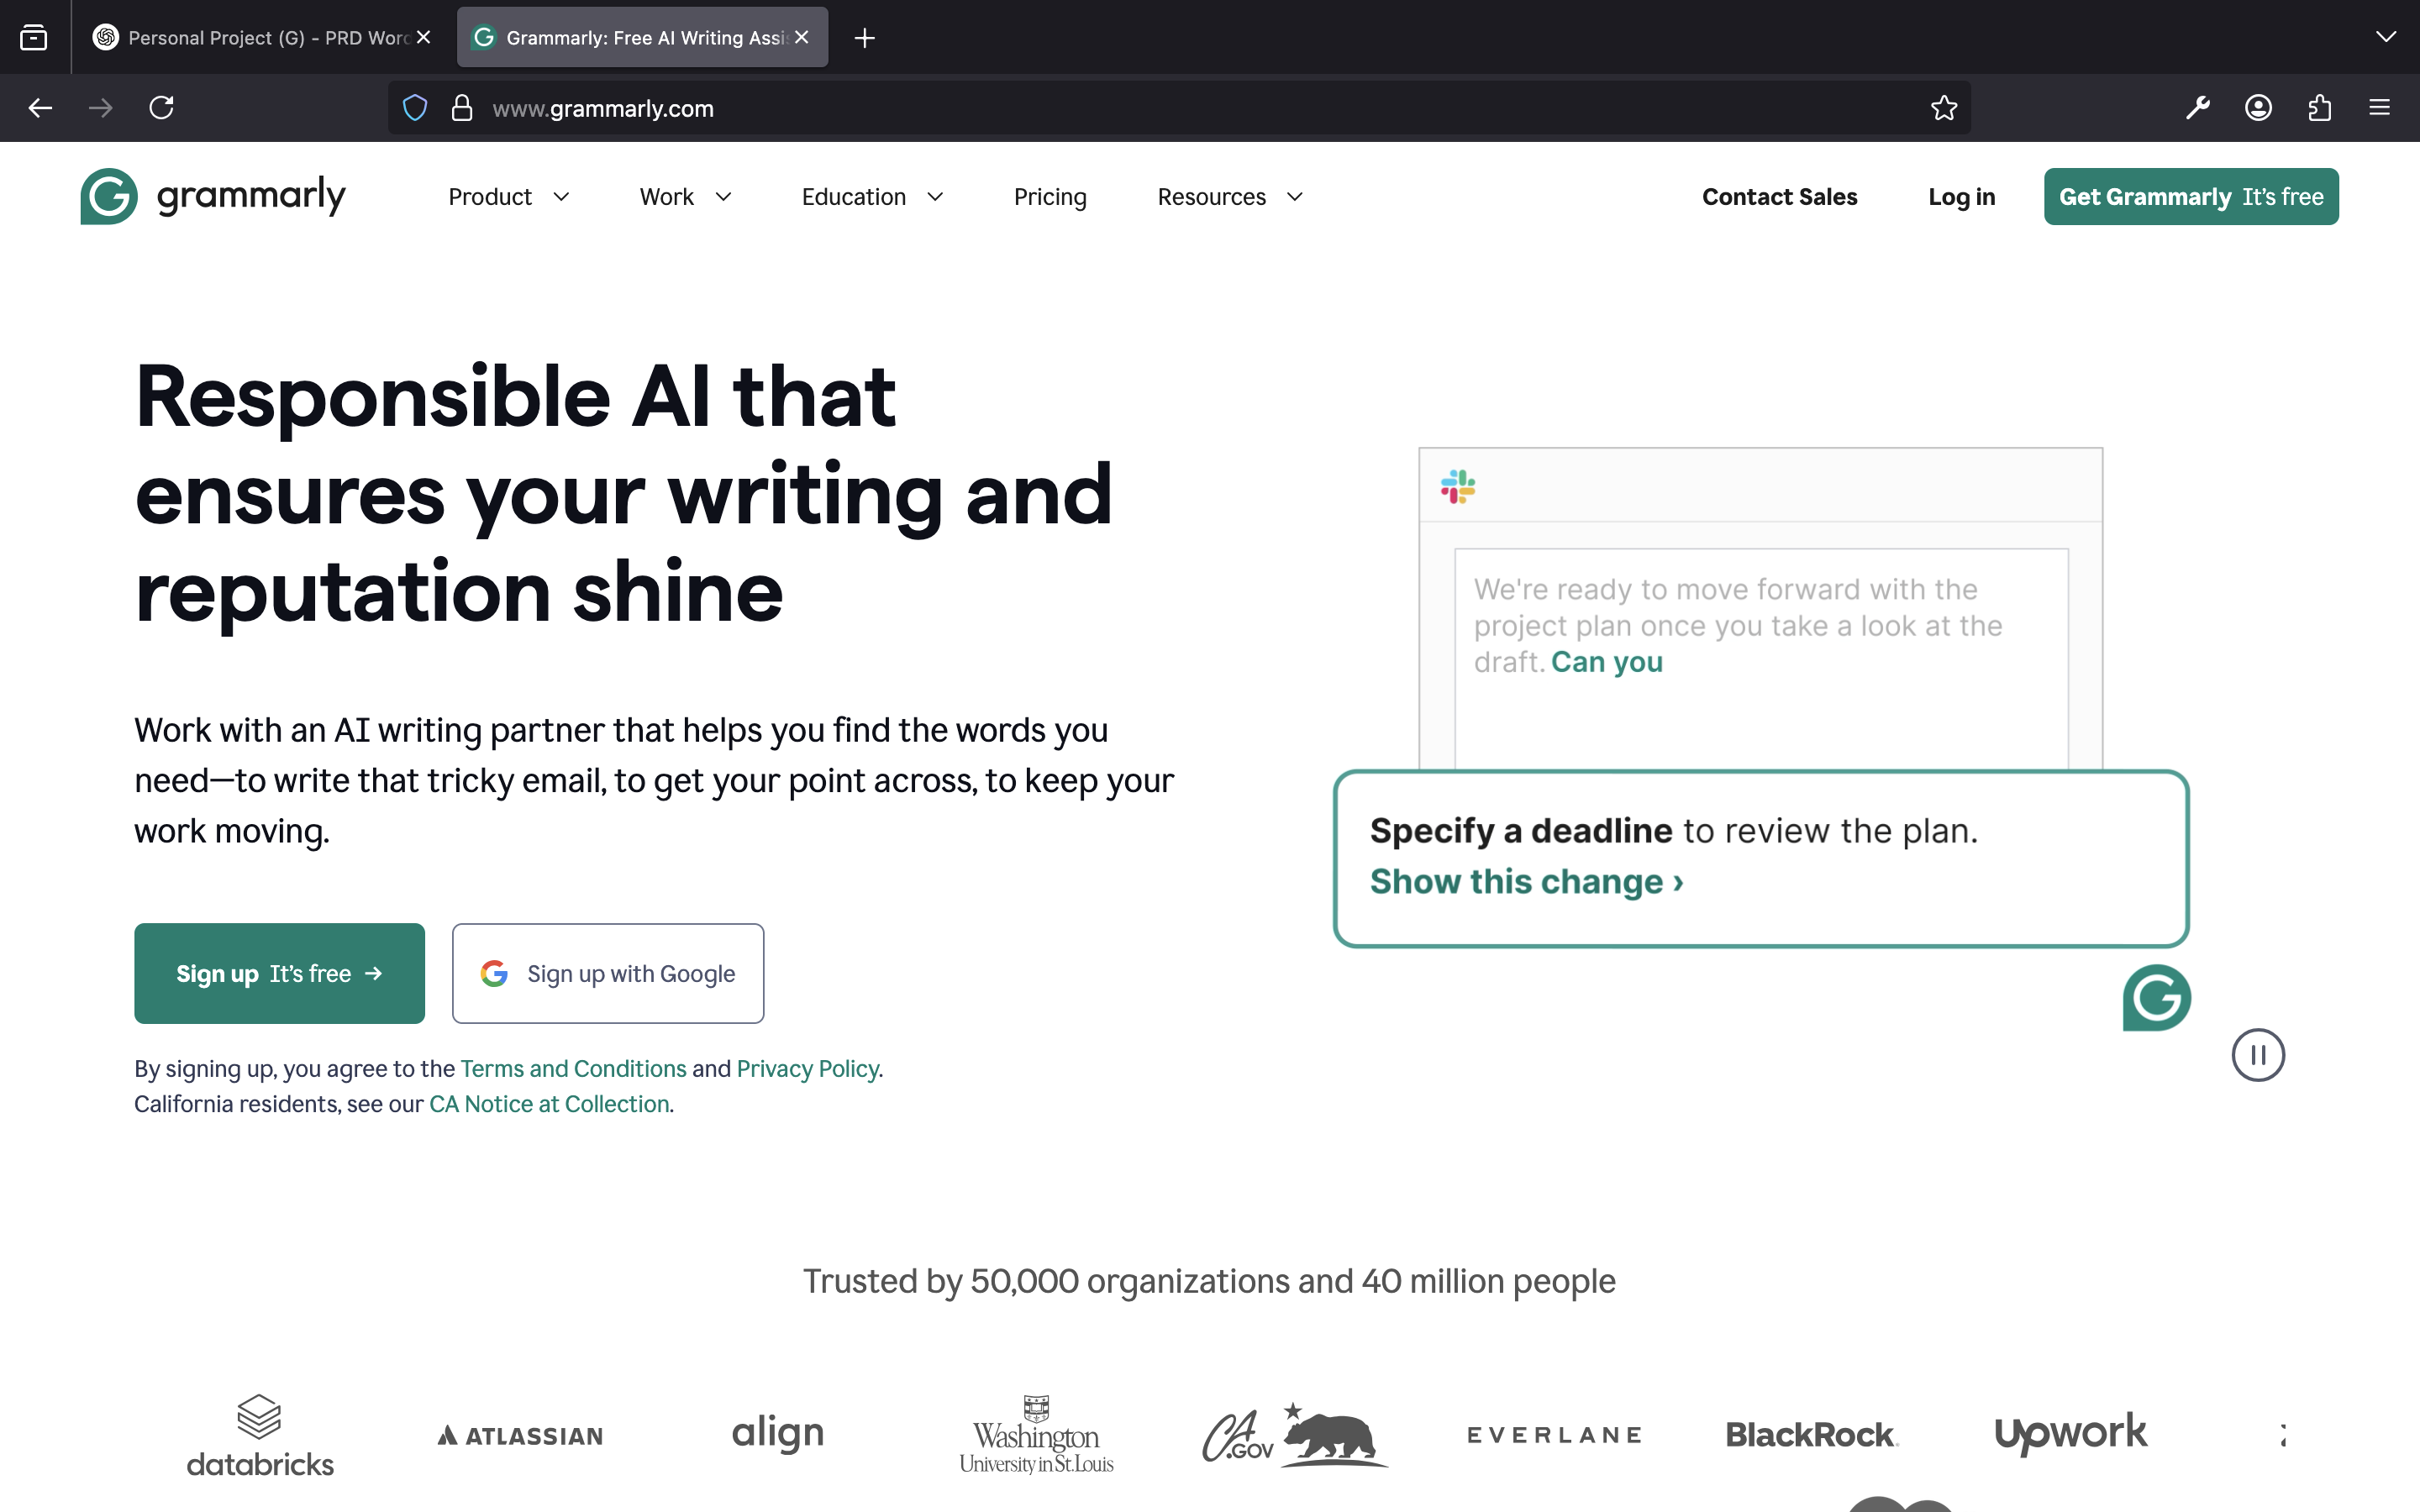 Personal Project (G) - PRD Word
Grammarly: Free AI Writing Assi
www.grammarly.com
grammarly
Product
Work
Education
Pricing
Resources
Contact Sales
Log in
Get Grammarly It's free
Responsible AI that
ensures your writing and
reputation shine
Work with an AI writing partner that helps you find the words you
need—to write that tricky email, to get your point across, to keep your
work moving.
Sign up It's free →
Sign up with Google
By signing up, you agree to the Terms and Conditions and Privacy Policy.
California residents, see our CA Notice at Collection.
We're ready to move forward with the
project plan once you take a look at the
draft. Can you
Specify a deadline to review the plan.
Show this change ›
Trusted by 50,000 organizations and 40 million people
databricks
ATLASSIAN
align
Washington
University in St. Louis
CA.GOV
EVERLANE
BlackRock.
Upwork